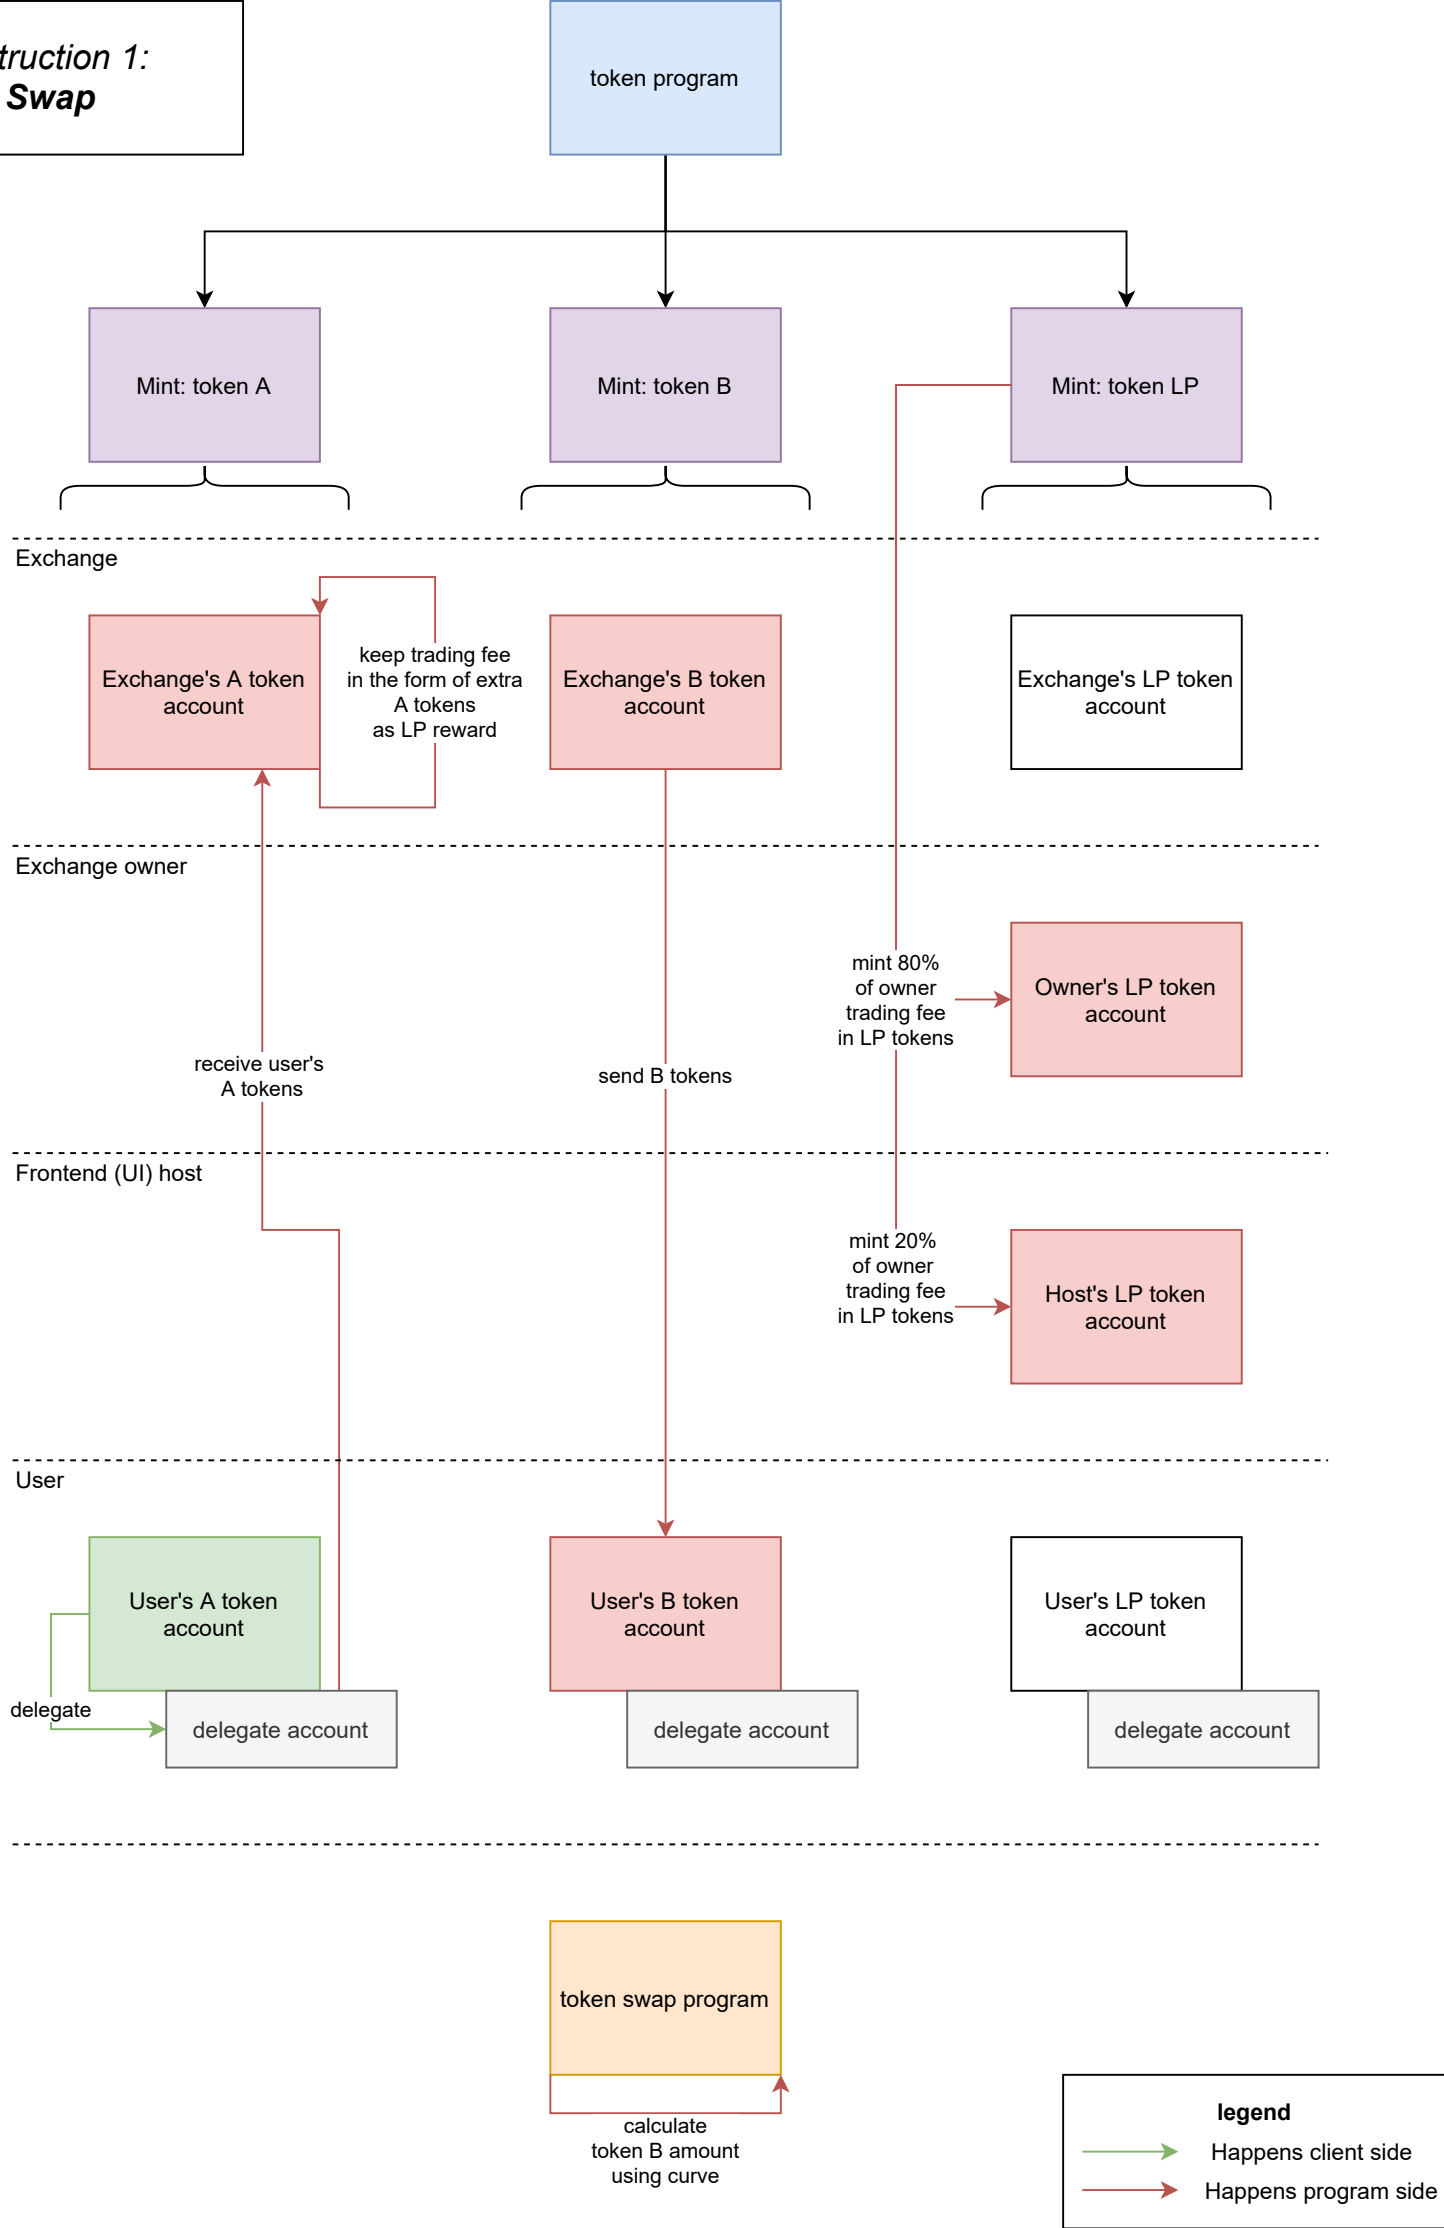 truction 1:
Swap
token program
Mint: token A
Mint: token B
Mint: token LP
Exchange
Exchange's A token
account
keep trading fee
in the form of extra
A tokens
as LP reward
Exchange's B token
account
Exchange's LP token
account
Exchange owner
mint 80%
of owner
trading fee
in LP tokens
Owner's LP token
account
receive user's
A tokens
send B tokens
Frontend (UI) host
mint 20%
of owner
trading fee
in LP tokens
Host's LP token
account
User
User's A token
account
User's B token
account
User's LP token
account
delegate
delegate account
delegate account
delegate account
token swap program
calculate
token B amount
using curve
legend
Happens client side
Happens program side